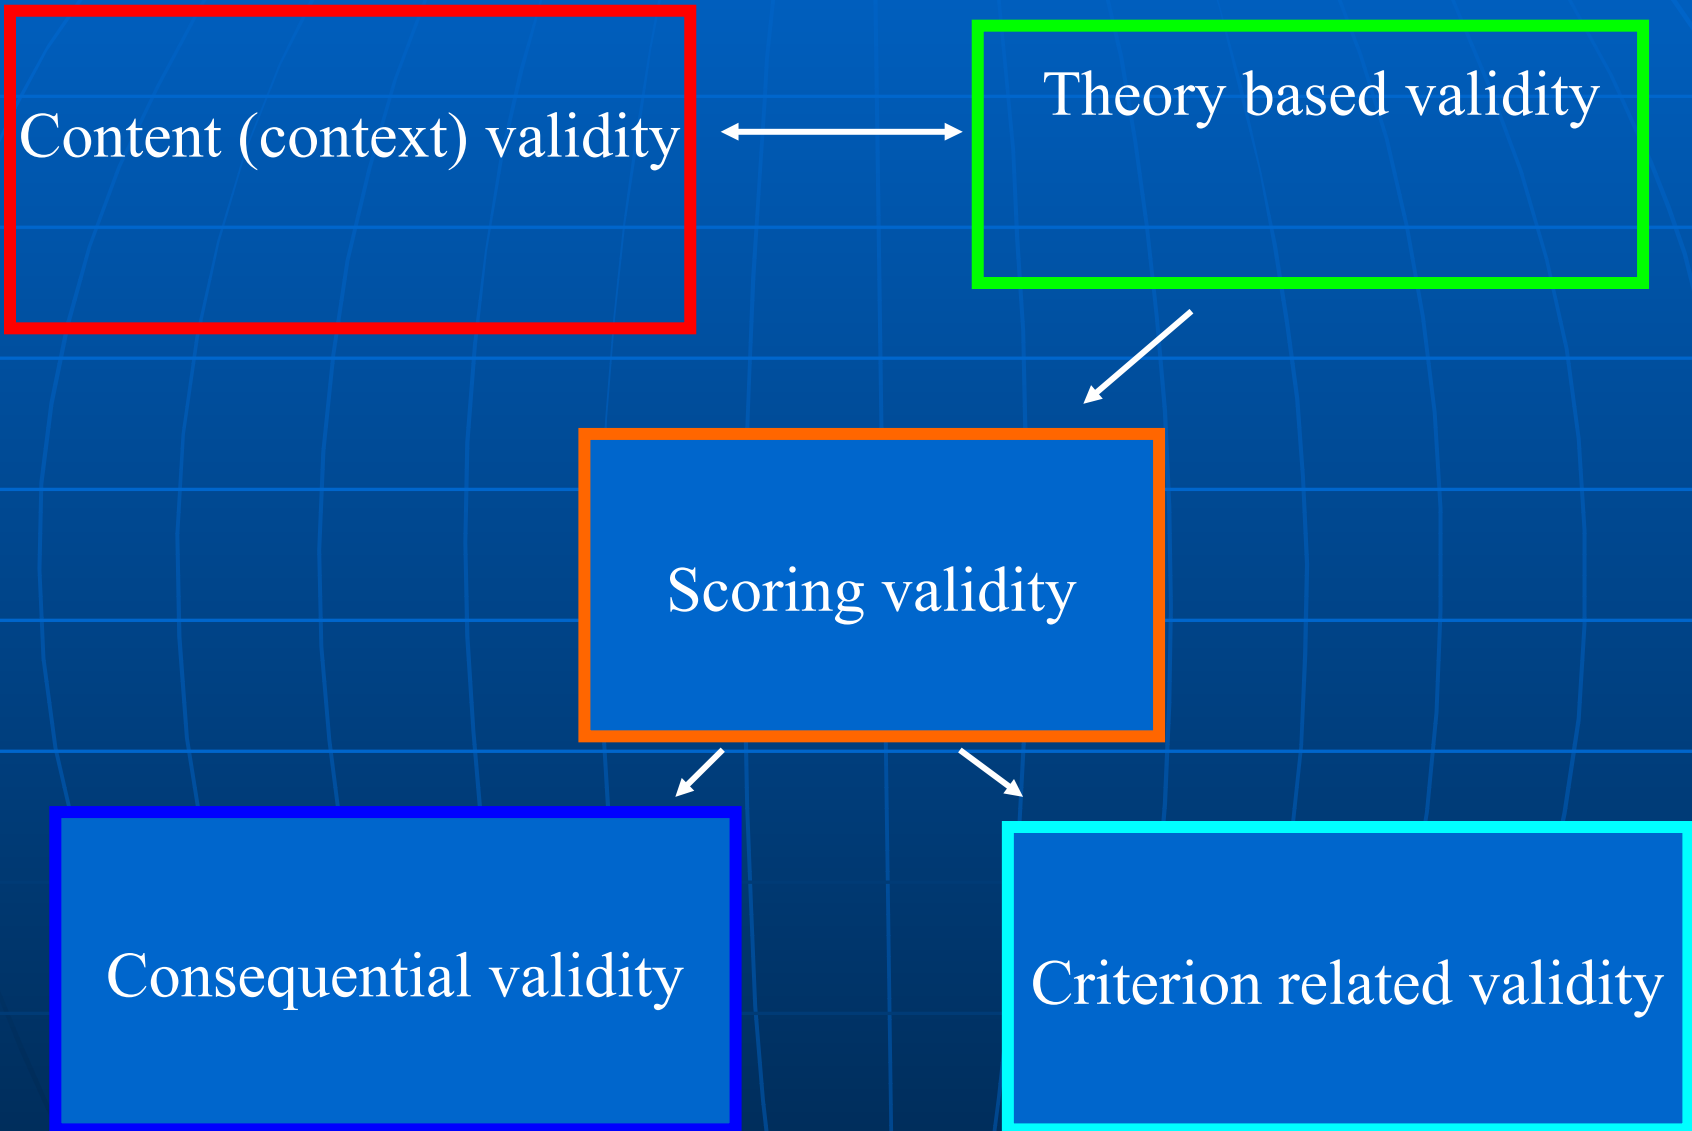 Content (context) validity
Theory based validity
Scoring validity
Consequential validity
Criterion related validity